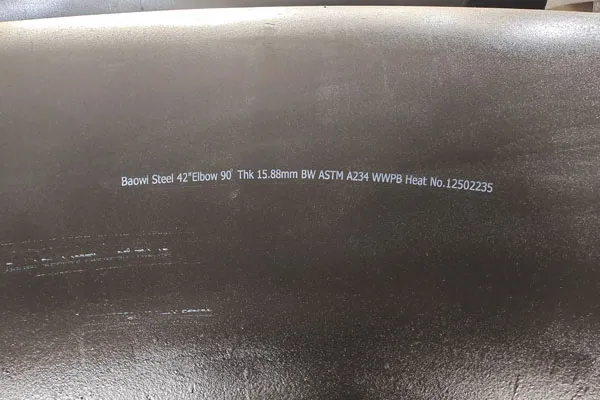 Baowi Steel 42"Elbow 90° Thk 15.88mm BW ASTM A234 WWPB Heat No.12502235